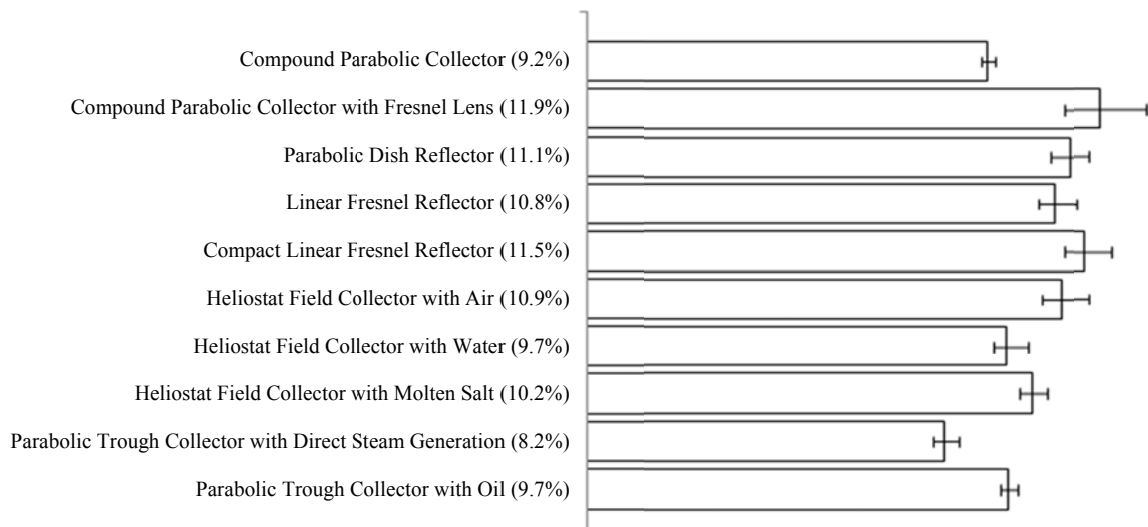 Compound Parabolic Collector (9.2%)
Compound Parabolic Collector with Fresnel Lens (11.9%)
Parabolic Dish Reflector (11.1%)
Linear Fresnel Reflector (10.8%)
Compact Linear Fresnel Reflector (11.5%)
Heliostat Field Collector with Air (10.9%)
Heliostat Field Collector with Water (9.7%)
Heliostat Field Collector with Molten Salt (10.2%)
Parabolic Trough Collector with Direct Steam Generation (8.2%)
Parabolic Trough Collector with Oil (9.7%)